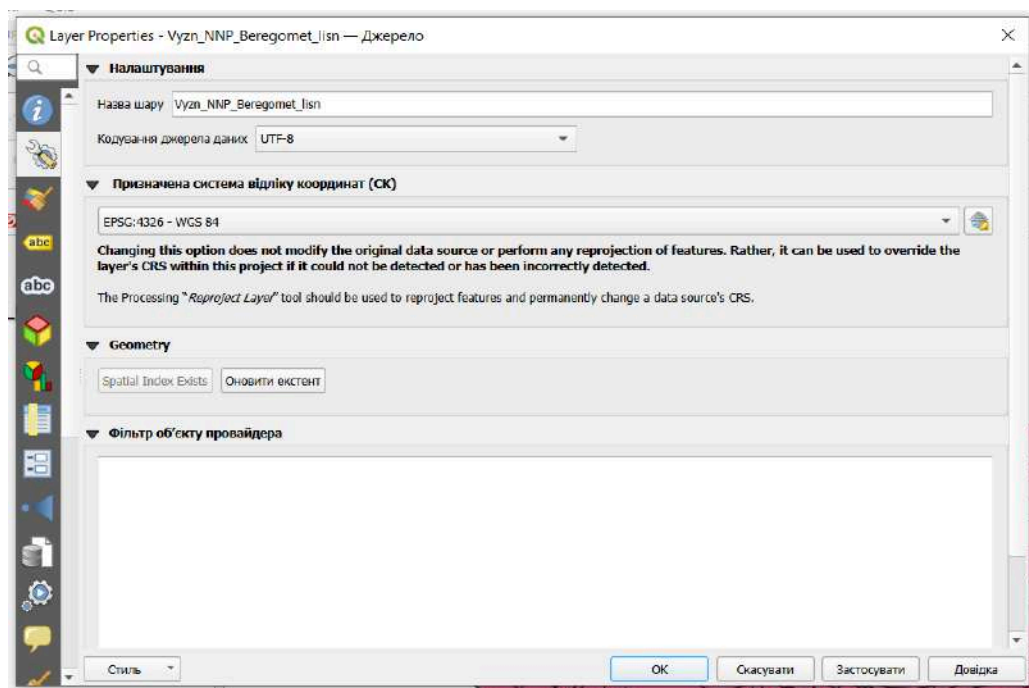 Layer Properties - Vyzn_NNP_Beregomet_lisn — Джерело
Налаштування
Назва шару Vyzn_NNP_Beregomet_lisn
Кодування джерела даних UTF-8
Призначена система відліку координат (СК)
EPSG:4326 - WGS 84
Changing this option does not modify the original data source or perform any reprojection of features. Rather, it can be used to override the
layer's CRS within this project if it could not be detected or has been incorrectly detected.
The Processing "Reproject Layer" tool should be used to reproject features and permanently change a data source's CRS.
Geometry
Spatial Index Exists Оновити екстент
Фільтр об'єкту провайдера
abc
abc
Стиль OK Скасувати Застосувати Довідка